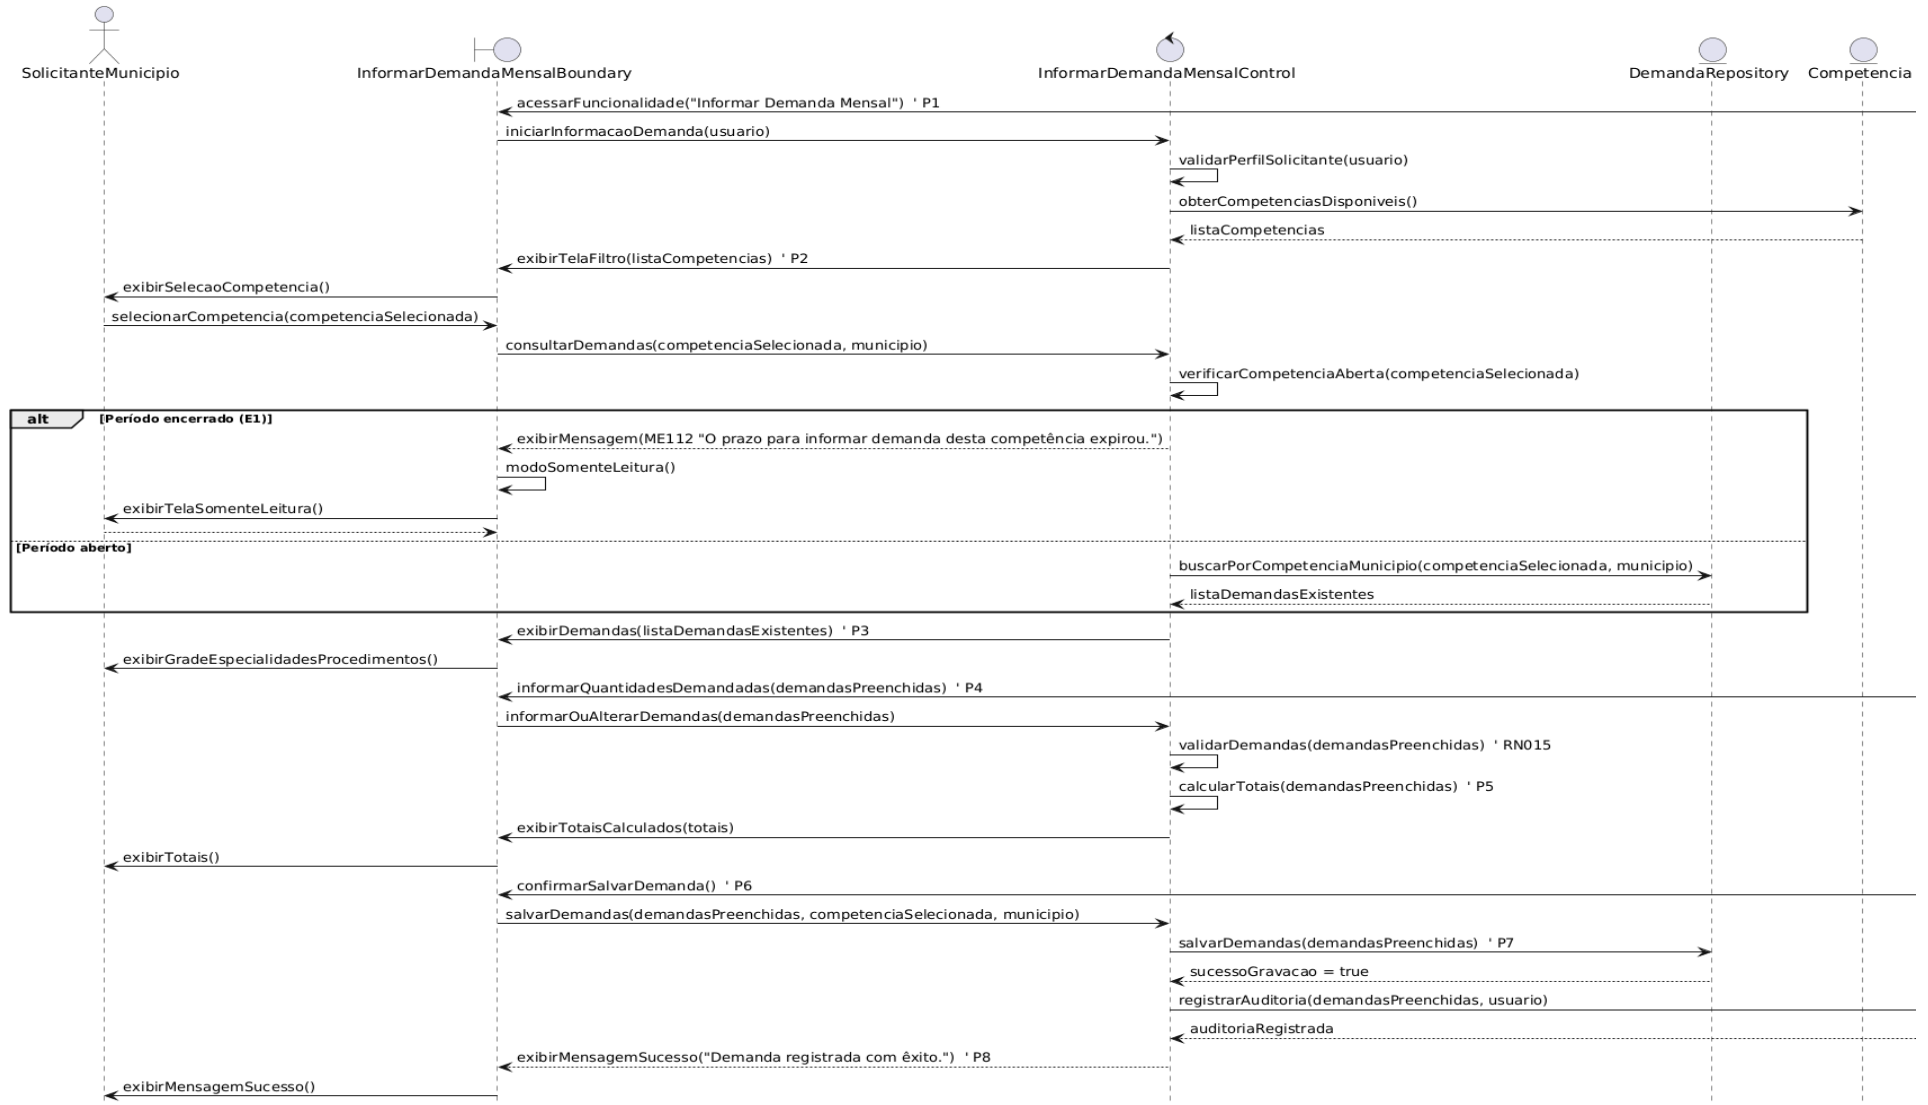 SolicitanteMunicipio
InformarDemandaMensalBoundary
InformarDemandaMensalControl
DemandaRepository
Competencia
acessarFuncionalidade("Informar Demanda Mensal") ' P1
iniciarInformacaoDemanda(usuario)
validarPerfilSolicitante(usuario)
obterCompetenciasDisponiveis()
listaCompetencias
exibirTelaFiltro(listaCompetencias) ' P2
exibirSelecaoCompetencia()
selecionarCompetencia(competenciaSelecionada)
consultarDemandas(competenciaSelecionada, municipio)
verificarCompetenciaAberta(competenciaSelecionada)
alt [Período encerrado (E1)]
exibirMensagem(ME112 "O prazo para informar demanda desta competência expirou.")
modoSomenteLeitura()
exibirTelaSomenteLeitura()
[Período aberto]
buscarPorCompetenciaMunicipio(competenciaSelecionada, municipio)
listaDemandasExistentes
exibirDemandas(listaDemandasExistentes) ' P3
exibirGradeEspecialidadesProcedimentos()
informarQuantidadesDemandadas(demandasPreenchidas) ' P4
informarOuAlterarDemandas(demandasPreenchidas)
validarDemandas(demandasPreenchidas) ' RN015
calcularTotais(demandasPreenchidas) ' P5
exibirTotaisCalculados(totais)
exibirTotais()
confirmarSalvarDemanda() ' P6
salvarDemandas(demandasPreenchidas, competenciaSelecionada, municipio)
salvarDemandas(demandasPreenchidas) ' P7
sucessoGravacao = true
registrarAuditoria(demandasPreenchidas, usuario)
auditoriaRegistrada
exibirMensagemSucesso("Demanda registrada com êxito.") ' P8
exibirMensagemSucesso()